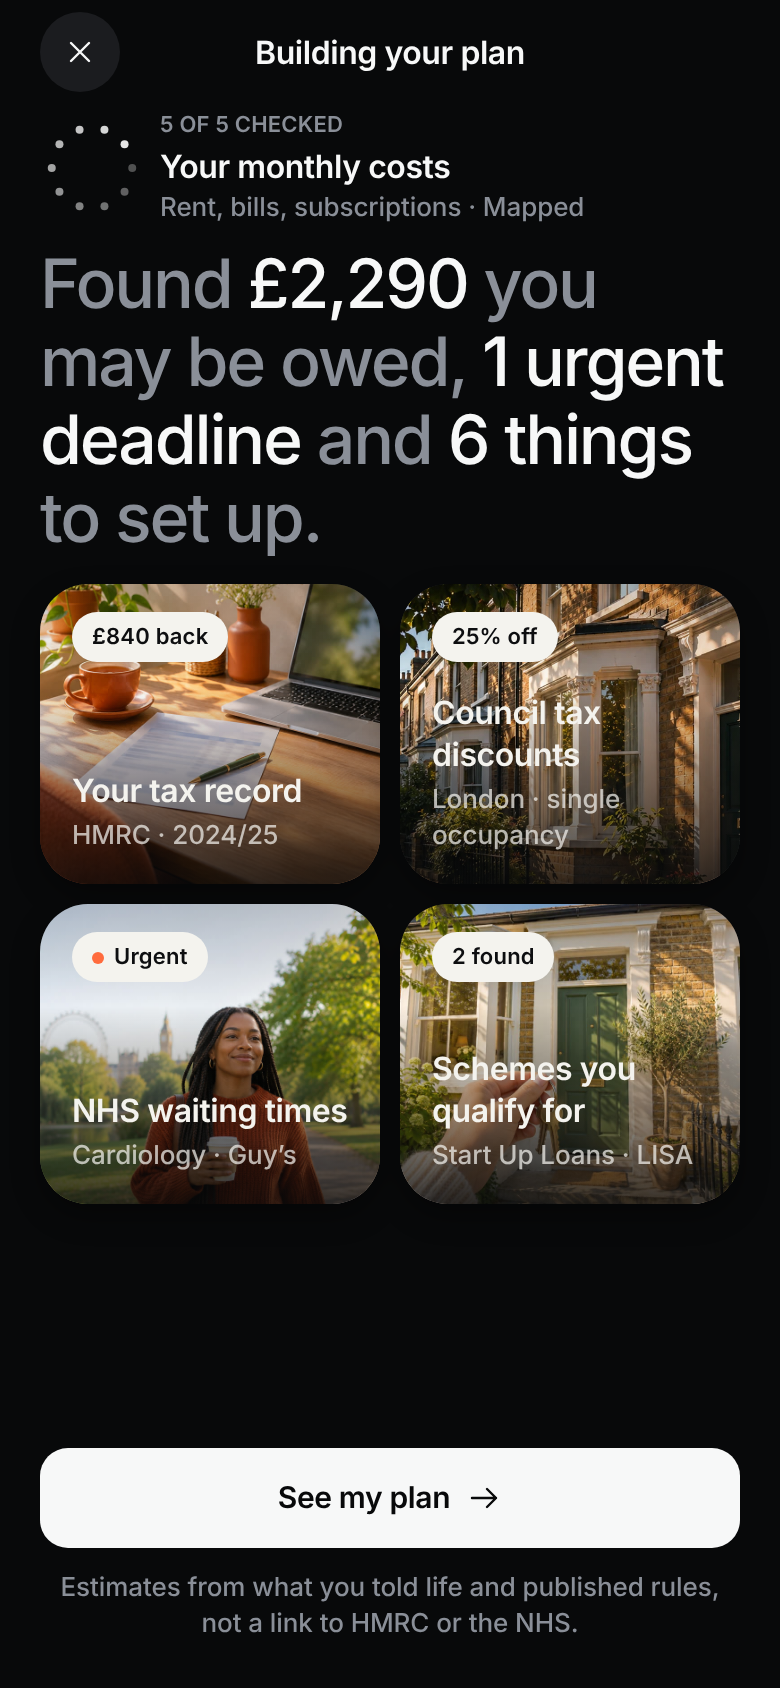 Building your plan
5 OF 5 CHECKED
Your monthly costs
Rent, bills, subscriptions · Mapped
Found £2,290 you
may be owed, 1 urgent
deadline and 6 things
to set up.
£840 back
Your tax record
HMRC · 2024/25
25% off
Council tax
discounts
London · single
occupancy
Urgent
NHS waiting times
Cardiology · Guy’s
2 found
Schemes you
qualify for
Start Up Loans · LISA
See my plan →
Estimates from what you told life and published rules,
not a link to HMRC or the NHS.